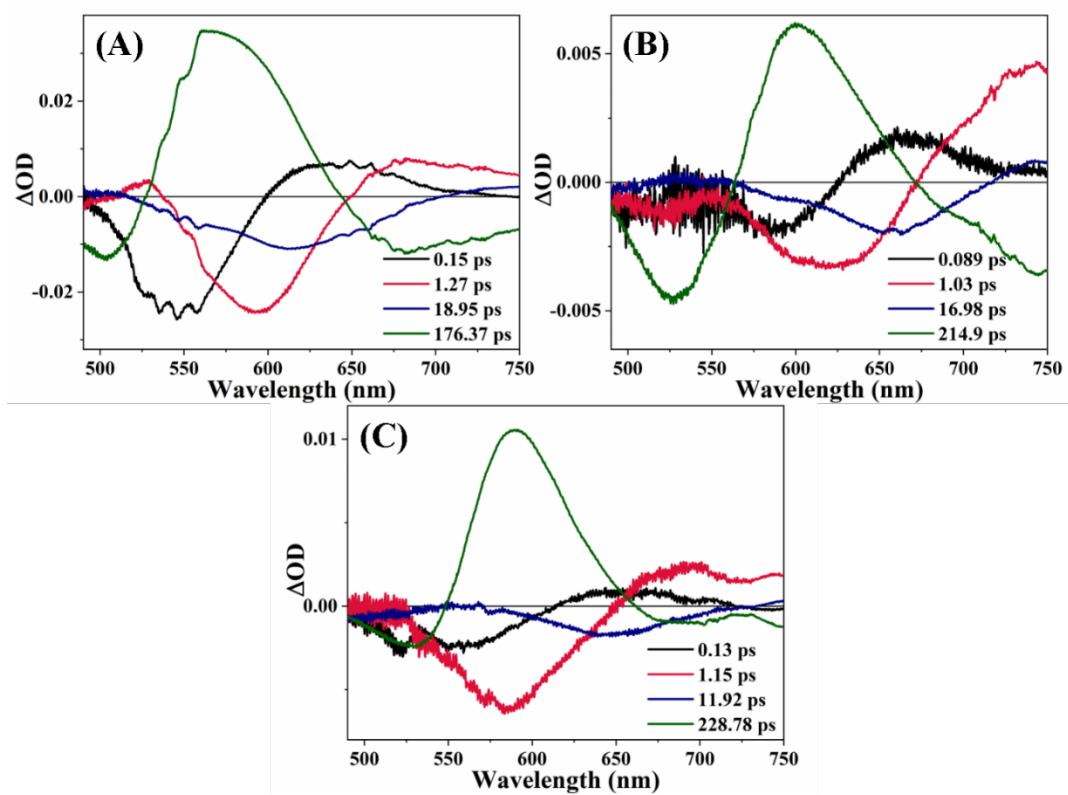 (A)
0.02
0.00
-0.02
ΔOD
0.15 ps
1.27 ps
18.95 ps
176.37 ps
500 550 600 650 700 750
Wavelength (nm)
(B)
0.005
0.000
-0.005
ΔOD
0.089 ps
1.03 ps
16.98 ps
214.9 ps
500 550 600 650 700 750
Wavelength (nm)
(C)
0.01
0.00
ΔOD
0.13 ps
1.15 ps
11.92 ps
228.78 ps
500 550 600 650 700 750
Wavelength (nm)